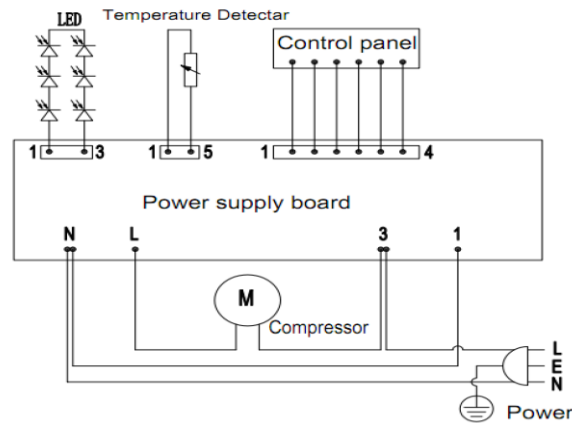 LED
Temperature Detectar
Control panel
1 3
1 5
1 4
Power supply board
N L 3 1
M
Compressor
L
E
N
Power